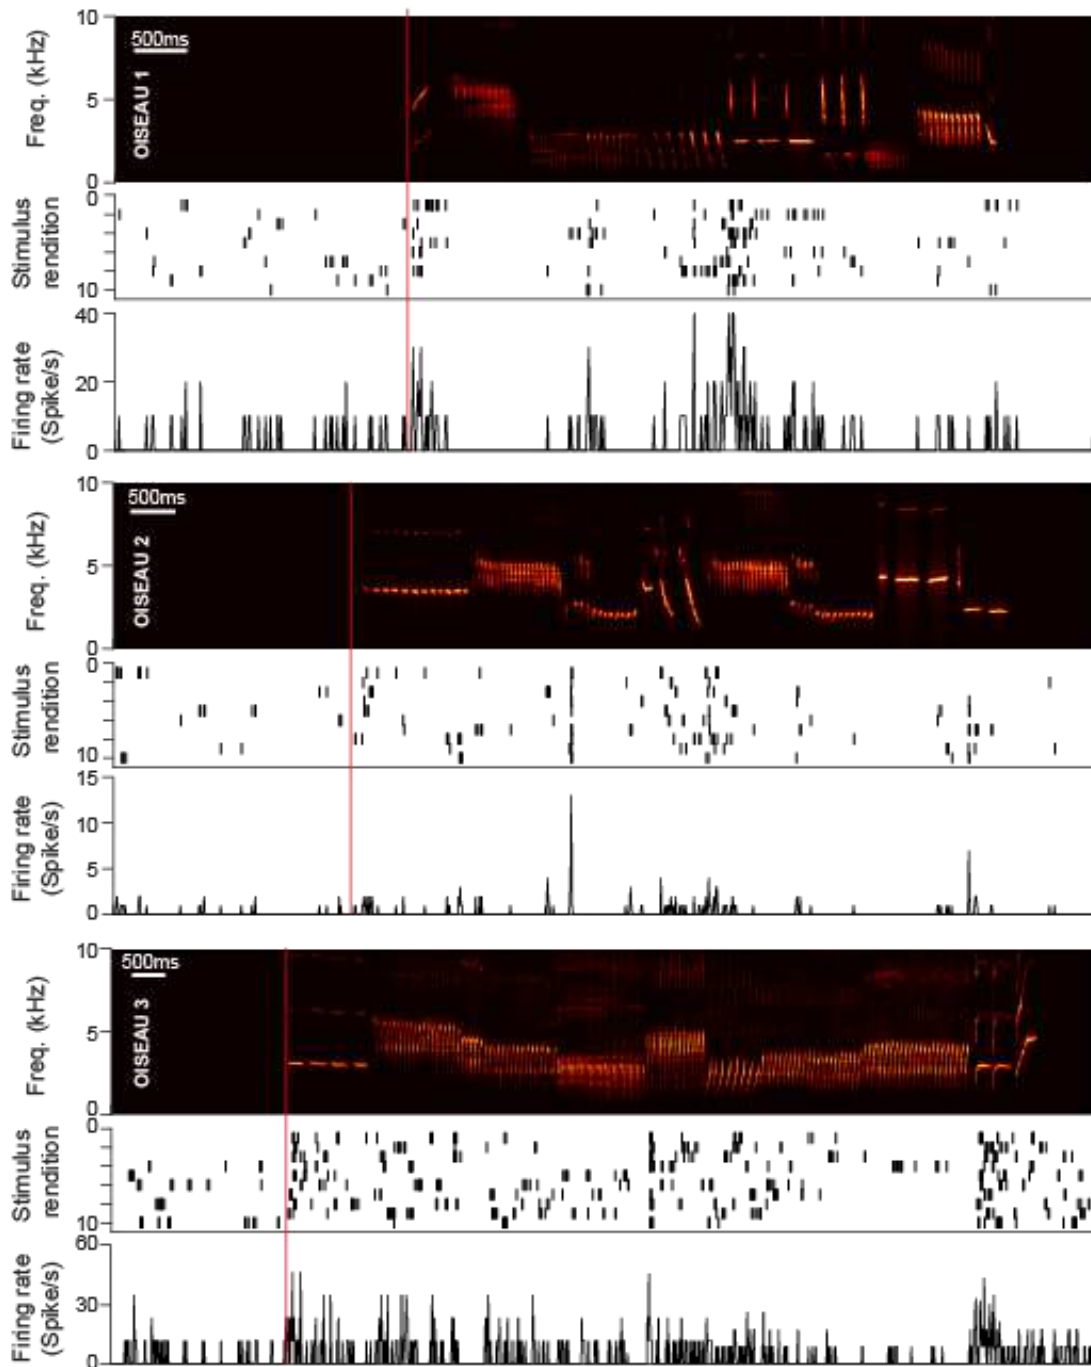 10
500ms
Freq. (kHz)
5
OISEAU 1
0
0
Stimulus
rendition
10
40
Firing rate
(Spike/s)
20
0
10
500ms
Freq. (kHz)
5
OISEAU 2
0
0
Stimulus
rendition
10
15
Firing rate
(Spike/s)
10
5
0
10
500ms
Freq. (kHz)
5
OISEAU 3
0
0
Stimulus
rendition
10
60
Firing rate
(Spike/s)
30
0